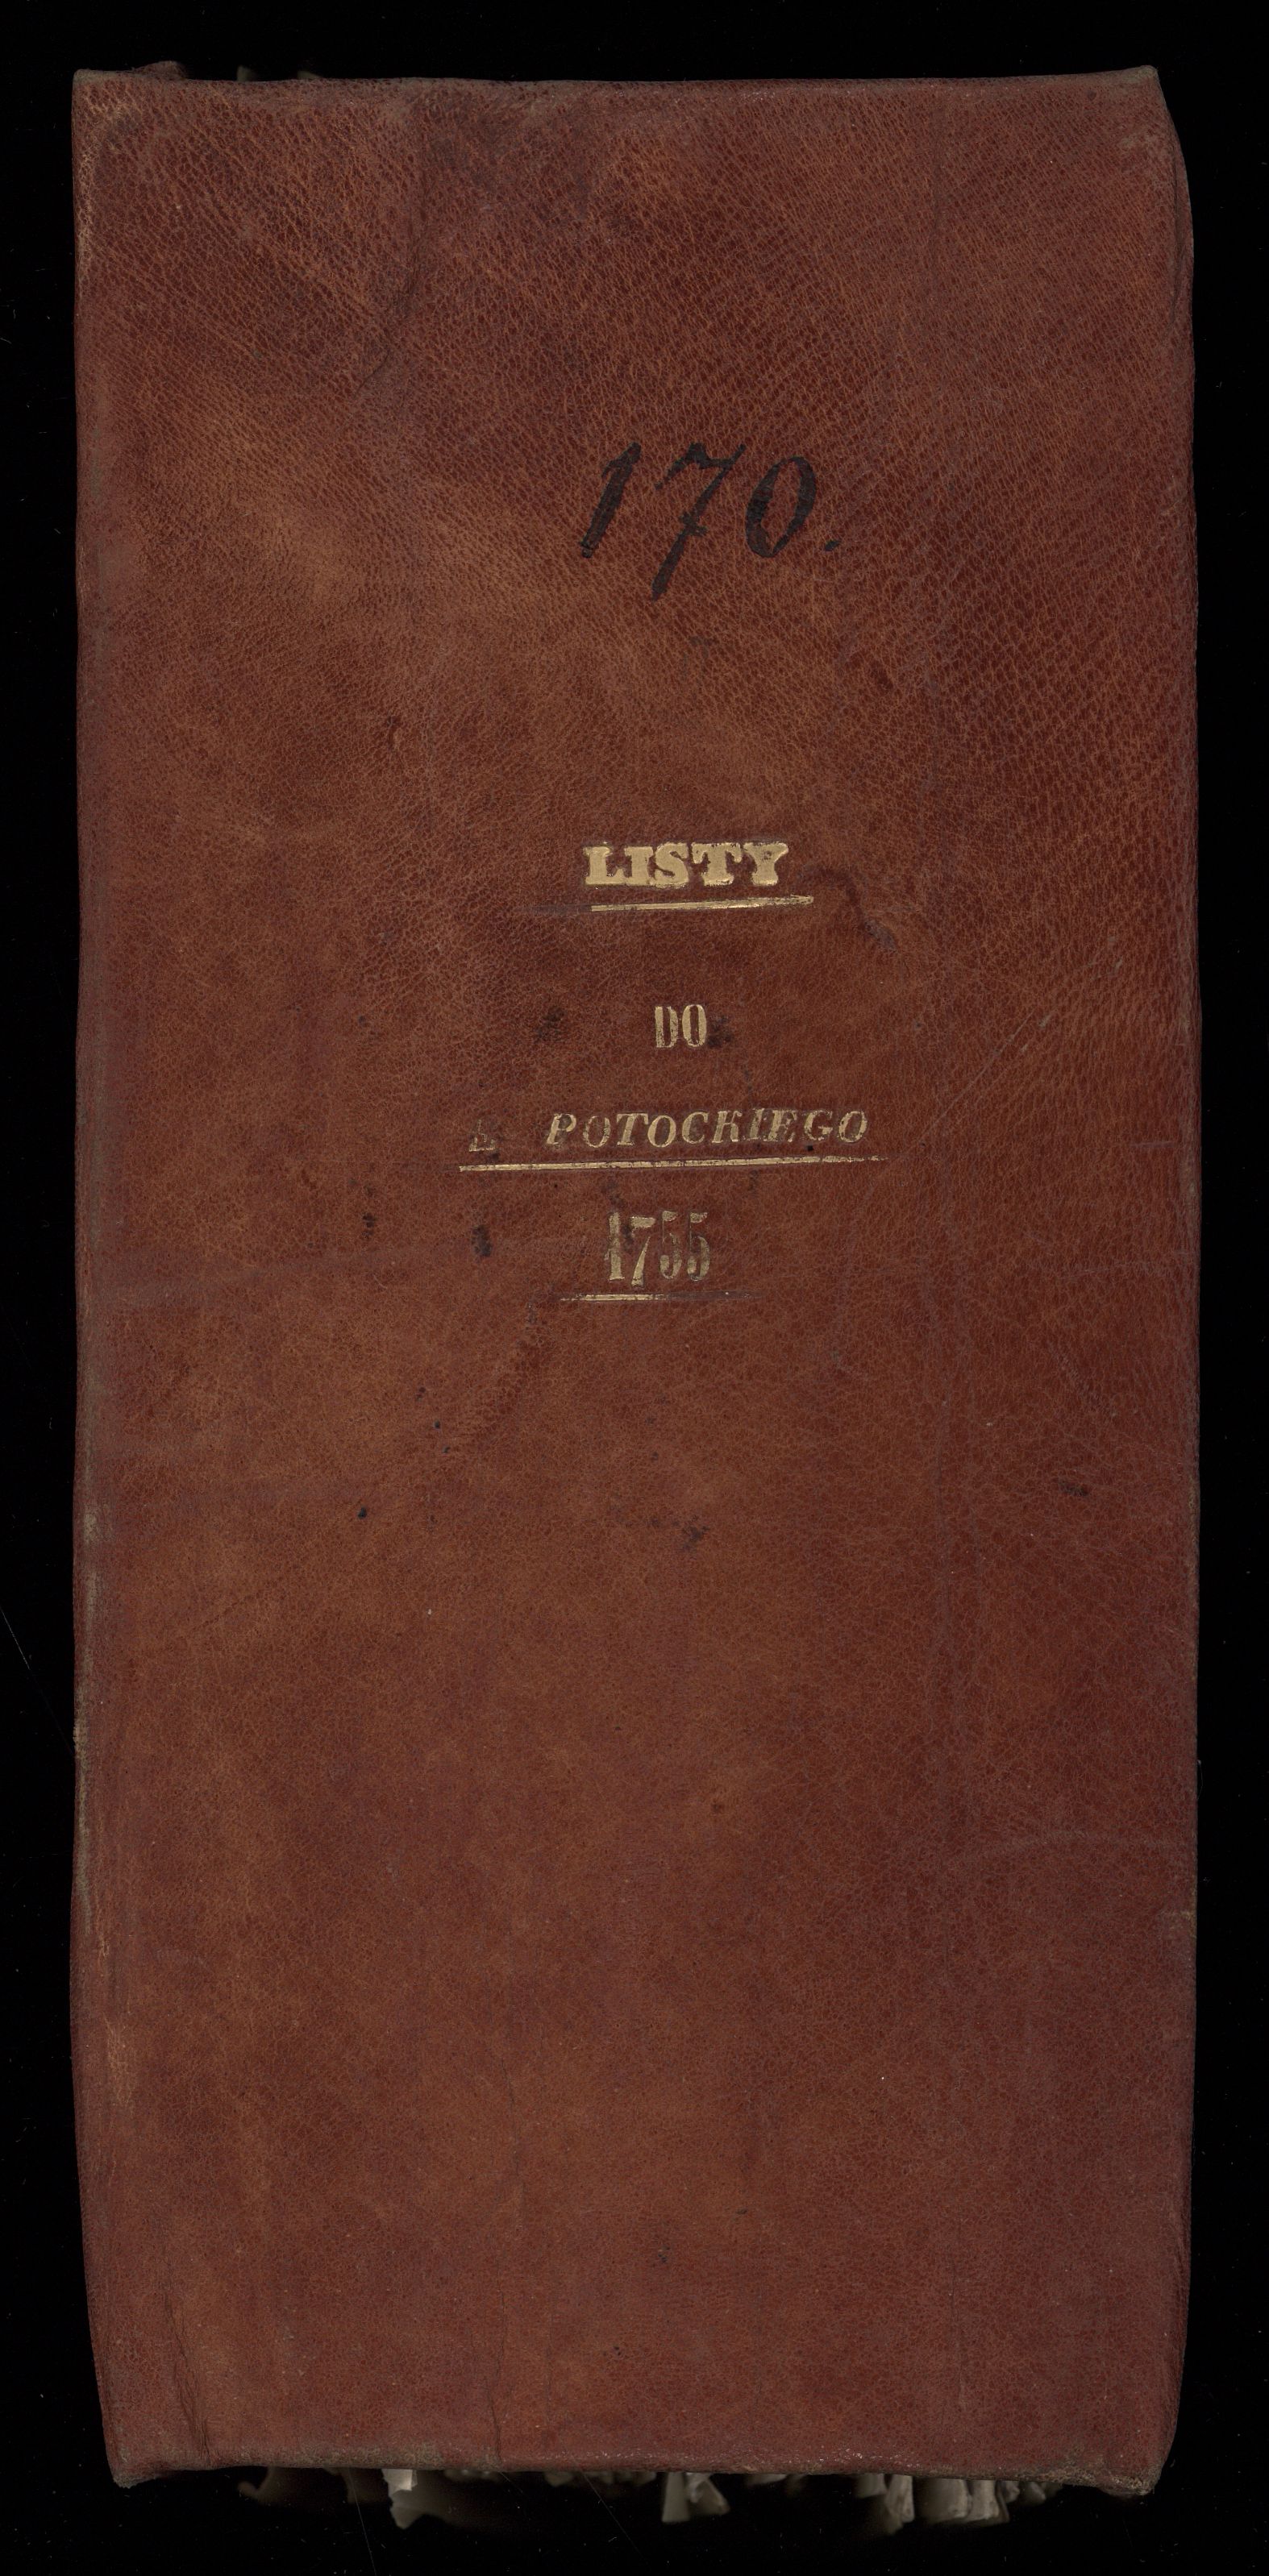 170.
LISTY
DO
POTOCKIEGO
1755